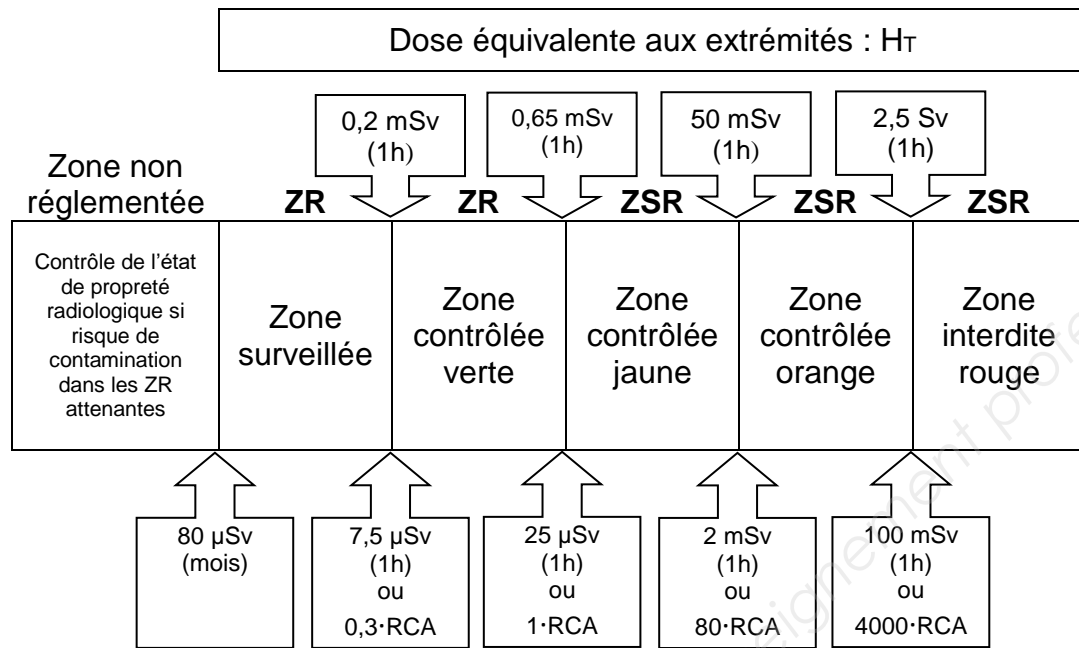 Dose équivalente aux extrémités : HT
0,2 mSv
(1h)
0,65 mSv
(1h)
50 mSv
(1h)
2,5 Sv
(1h)
Zone non
réglementée
ZR
ZR
ZSR
ZSR
ZSR
Contrôle de l’état
de propreté
radiologique si
risque de
contamination
dans les ZR
attenantes
Zone
surveillée
Zone
contrôlée
verte
Zone
contrôlée
jaune
Zone
contrôlée
orange
Zone
interdite
rouge
80 µSv
(mois)
7,5 µSv
(1h)
ou
0,3·RCA
25 µSv
(1h)
ou
1·RCA
2 mSv
(1h)
ou
80·RCA
100 mSv
(1h)
ou
4000·RCA